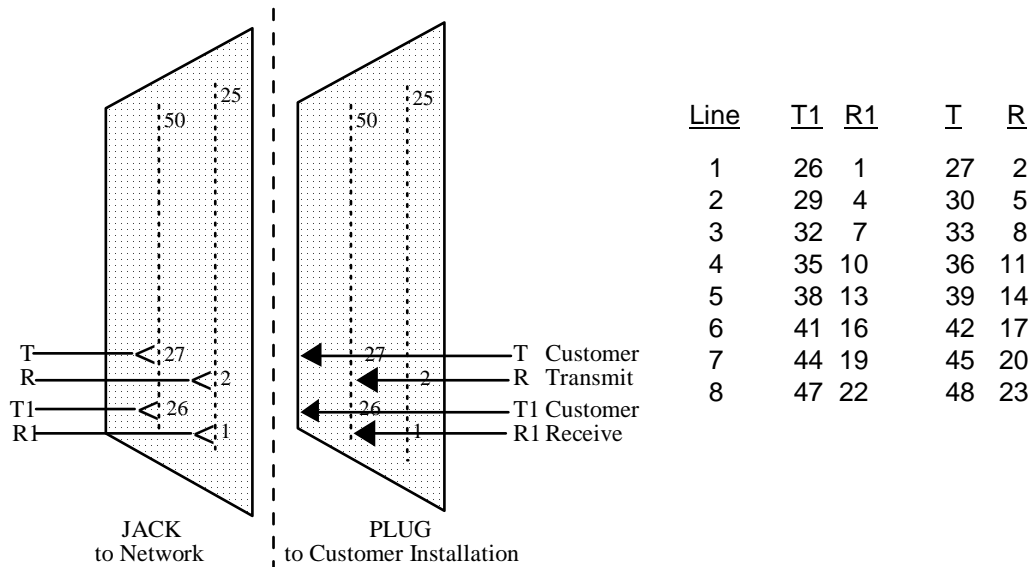 25
50
27
2
26
1
T
R
T1
R1
JACK
to Network
25
50
27
2
26
1
T Customer
R Transmit
T1 Customer
R1 Receive
PLUG
to Customer Installation
Line T1 R1 T R
1 26 1 27 2
2 29 4 30 5
3 32 7 33 8
4 35 10 36 11
5 38 13 39 14
6 41 16 42 17
7 44 19 45 20
8 47 22 48 23